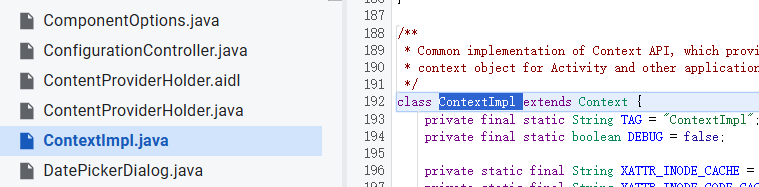 ComponentOptions.java
ConfigurationController.java
ContentProviderHolder.aidl
ContentProviderHolder.java
ContextImpl.java
DatePickerDialog.java
187
188 /**
189 * Common implementation of Context API, which provi
190 * context object for Activity and other application
191 */
192 class ContextImpl extends Context {
193 private final static String TAG = "ContextImpl";
194 private final static boolean DEBUG = false;
195
196 private static final String XATTR_INODE_CACHE =